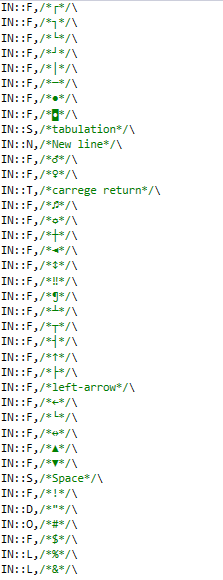 IN::F,/*┌*/\
IN::F,/*┐*/\
IN::F,/*└*/\
IN::F,/*┘*/\
IN::F,/*│*/\
IN::F,/*─*/\
IN::F,/*•*/\
IN::F,/*◘*/\
IN::S,/*tabulation*/\
IN::N,/*New line*/\
IN::F,/*♂*/\
IN::F,/*♀*/\
IN::T,/*carrege return*/\
IN::F,/*♫*/\
IN::F,/*☼*/\
IN::F,/*┼*/\
IN::F,/*◄*/\
IN::F,/*↕*/\
IN::F,/*‼*/\
IN::F,/*¶*/\
IN::F,/*┴*/\
IN::F,/*┬*/\
IN::F,/*┤*/\
IN::F,/*↑*/\
IN::F,/*├*/\
IN::F,/*left-arrow*/\
IN::F,/*←*/\
IN::F,/*└*/\
IN::F,/*↔*/\
IN::F,/*▲*/\
IN::F,/*▼*/\
IN::S,/*Space*/\
IN::F,/*!*/\
IN::D,/*"*/\
IN::O,/*#*/\
IN::F,/*$*/\
IN::L,/*%*/\
IN::L,/*&*/\